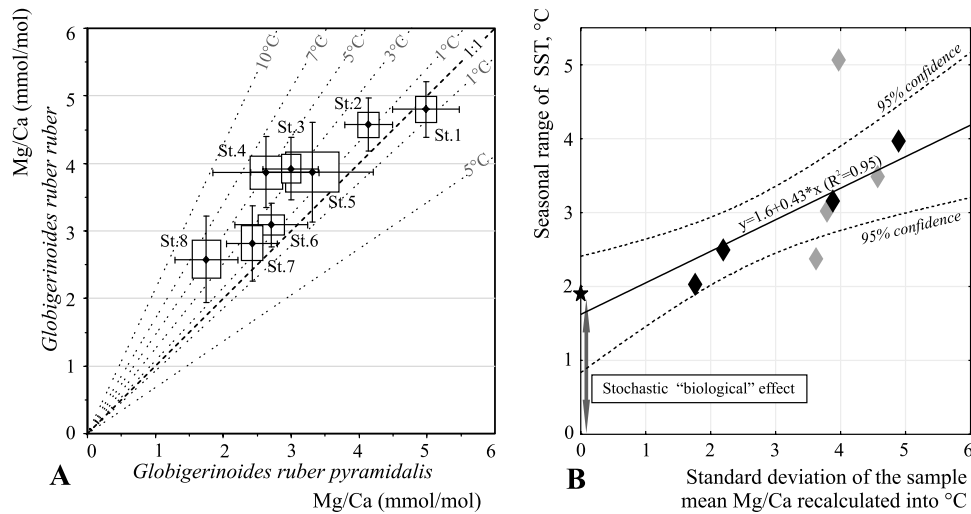 Mg/Ca (mmol/mol)
Globigerinoides ruber ruber
6
5
4
3
2
1
0
0
1
2
3
4
5
6
10°C
7°C
5°C
3°C
1°C
1:1
1°C
5°C
St.2
St.1
St.3
St.4
St.5
St.6
St.7
St.8
A
Globigerinoides ruber pyramidalis
Mg/Ca (mmol/mol)
Seasonal range of SST, °C
5
4
3
2
1
0
0
1
2
3
4
5
6
95% confidence
y=1.6+0.43*x (R²=0.95)
95% confidence
Stochastic "biological" effect
B
Standard deviation of the sample
mean Mg/Ca recalculated into °C